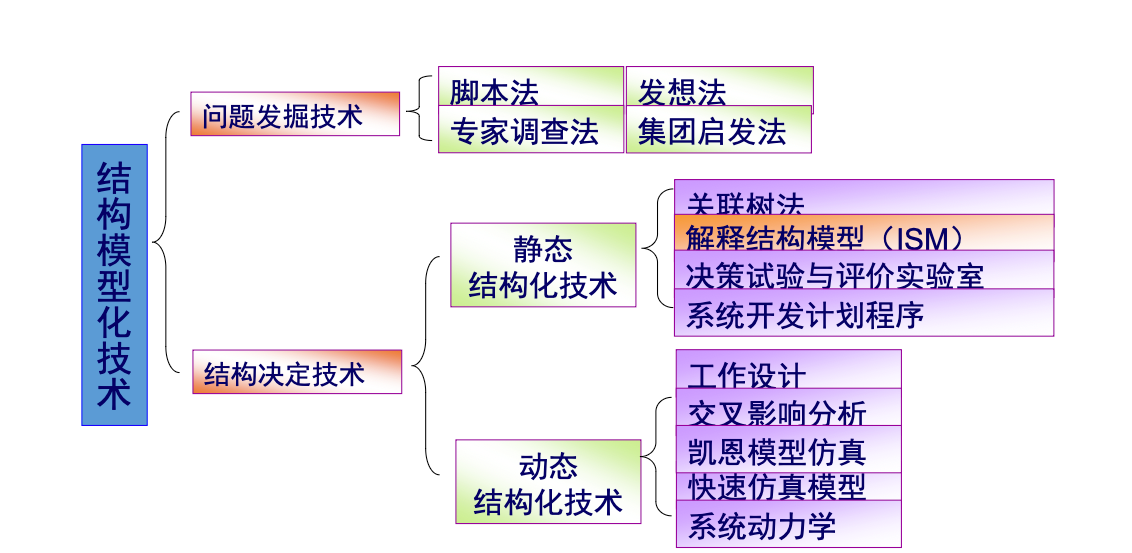 结构模型化技术
问题发掘技术
脚本法
发想法
专家调查法
集团启发法
结构决定技术
静态
结构化技术
关联树法
解释结构模型（ISM）
决策试验与评价实验室
系统开发计划程序
动态
结构化技术
工作设计
交叉影响分析
凯恩模型仿真
快速仿真模型
系统动力学